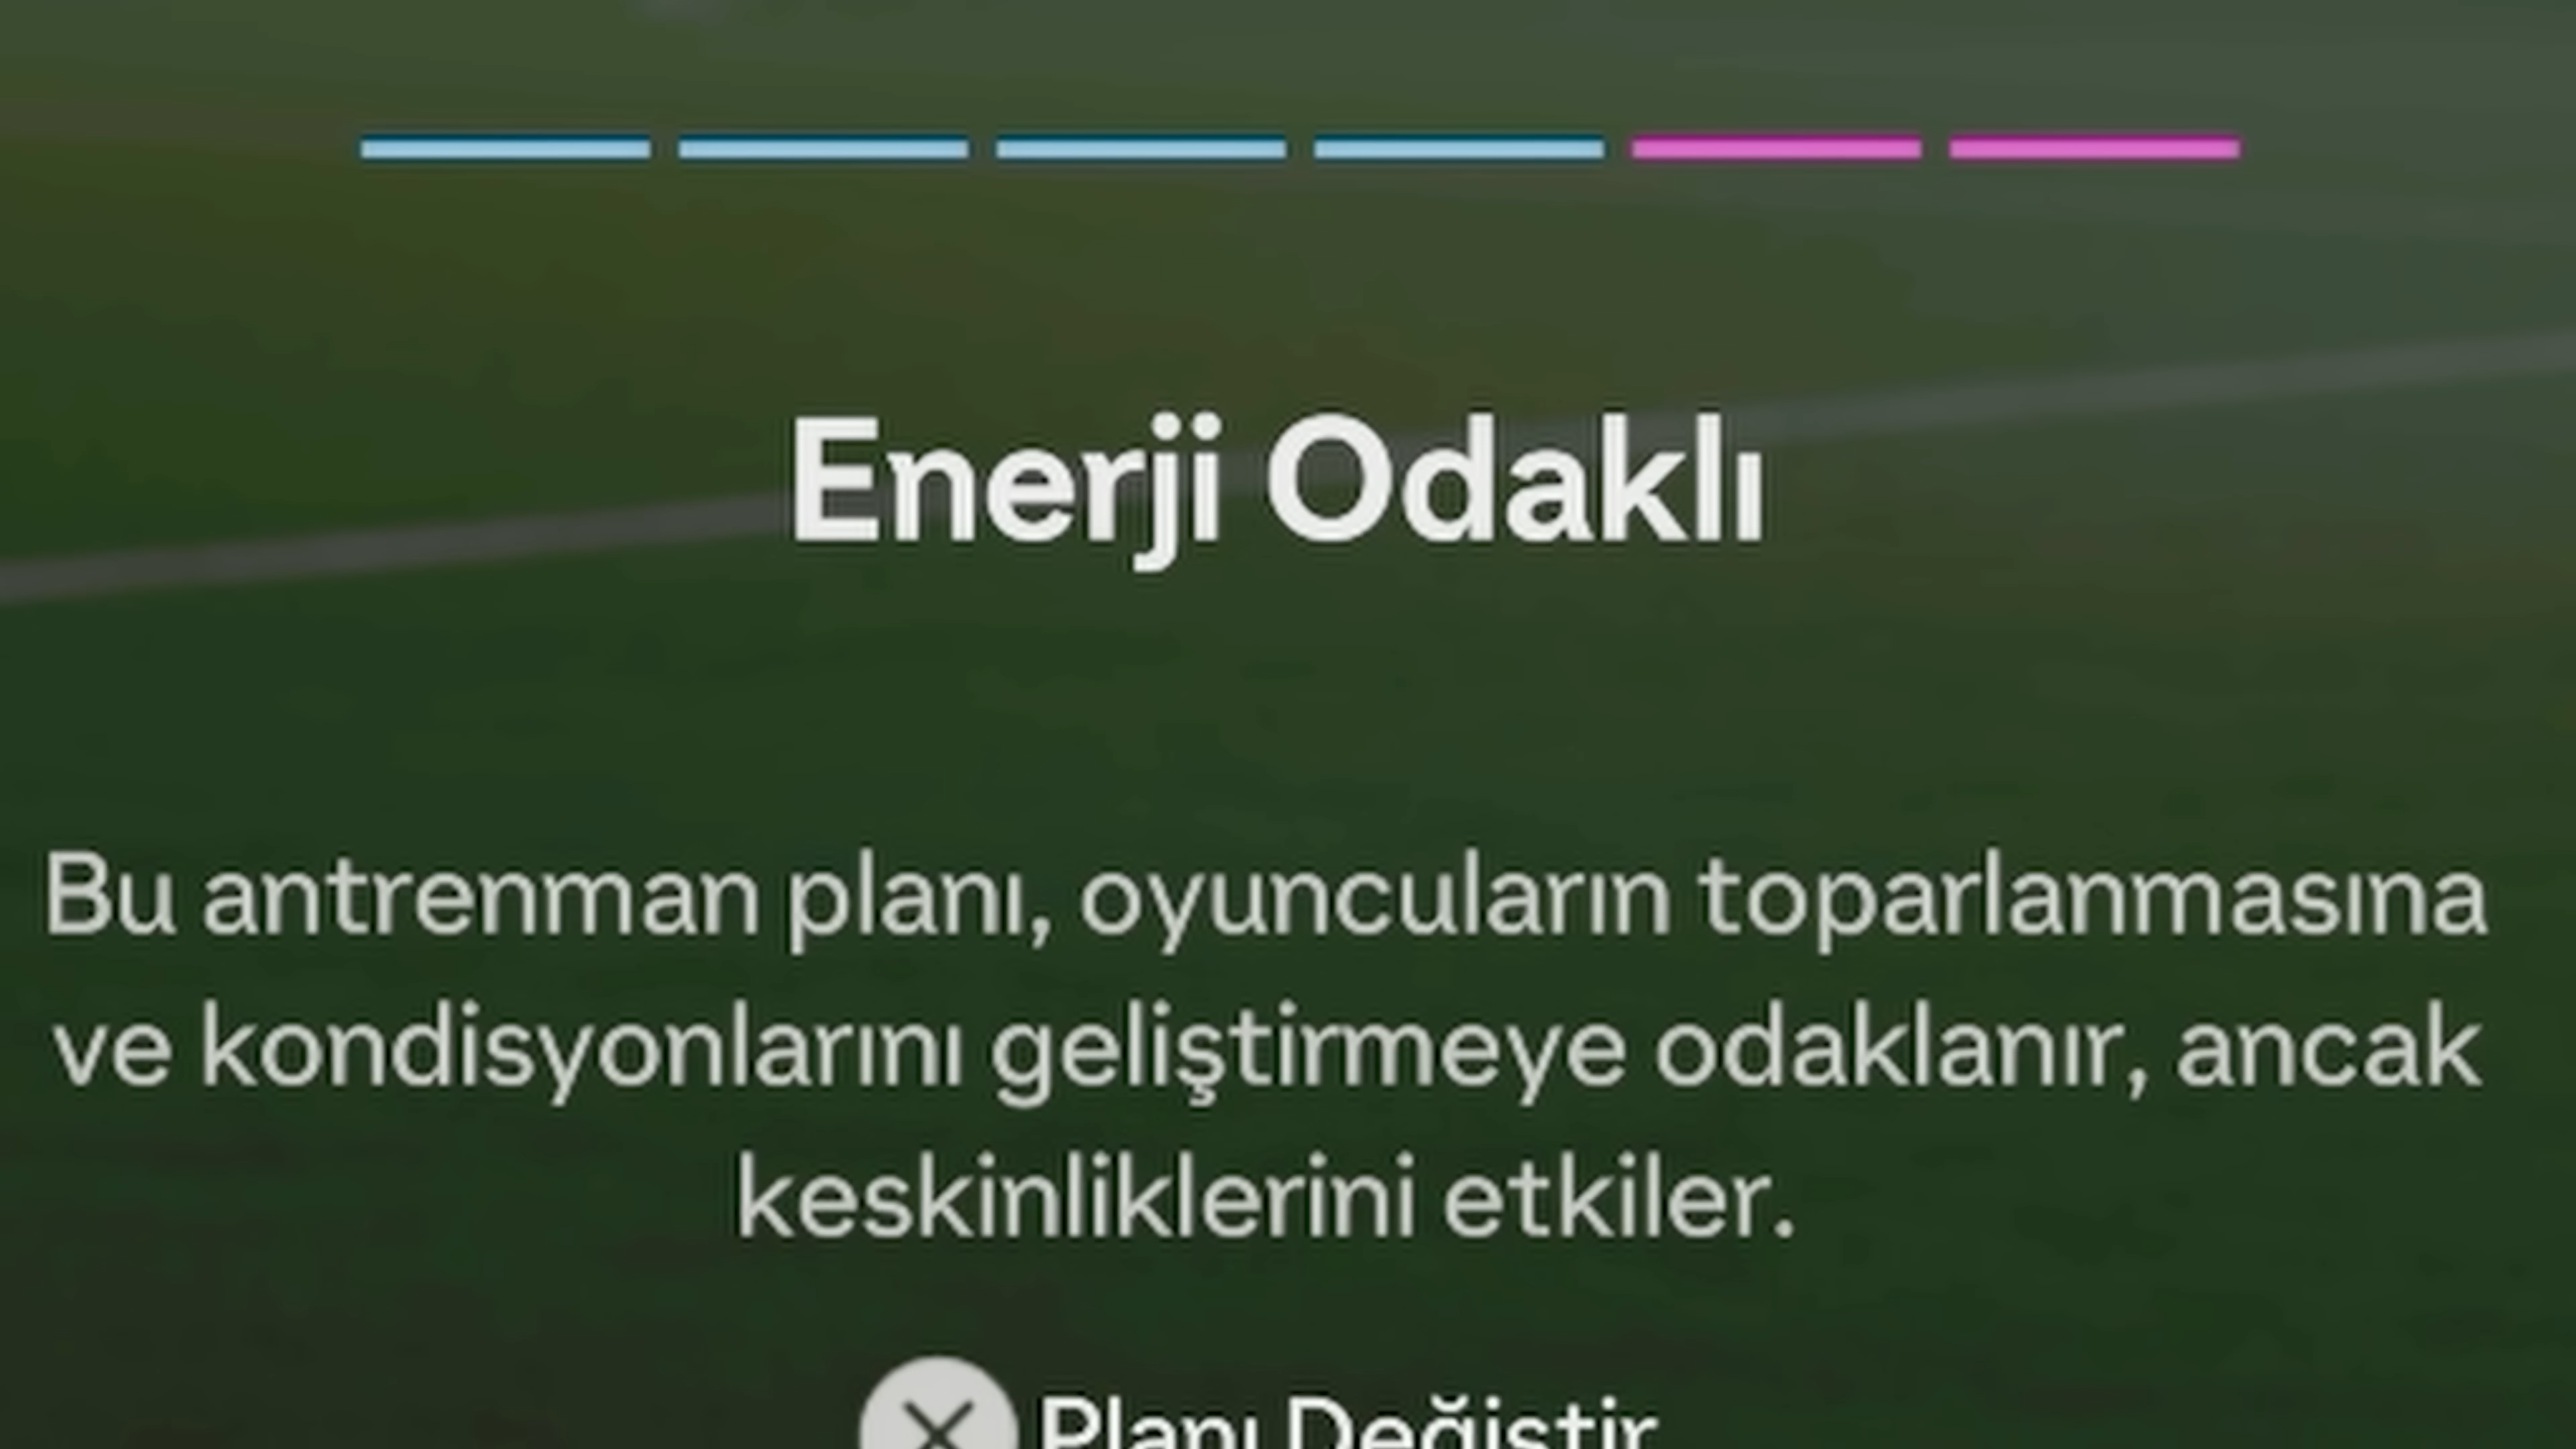 Enerji Odaklı
Bu antrenman planı, oyuncuların toparlanmasına
ve kondisyonlarını geliştirmeye odaklanır, ancak
keskinliklerini etkiler.
Planı Değiştir